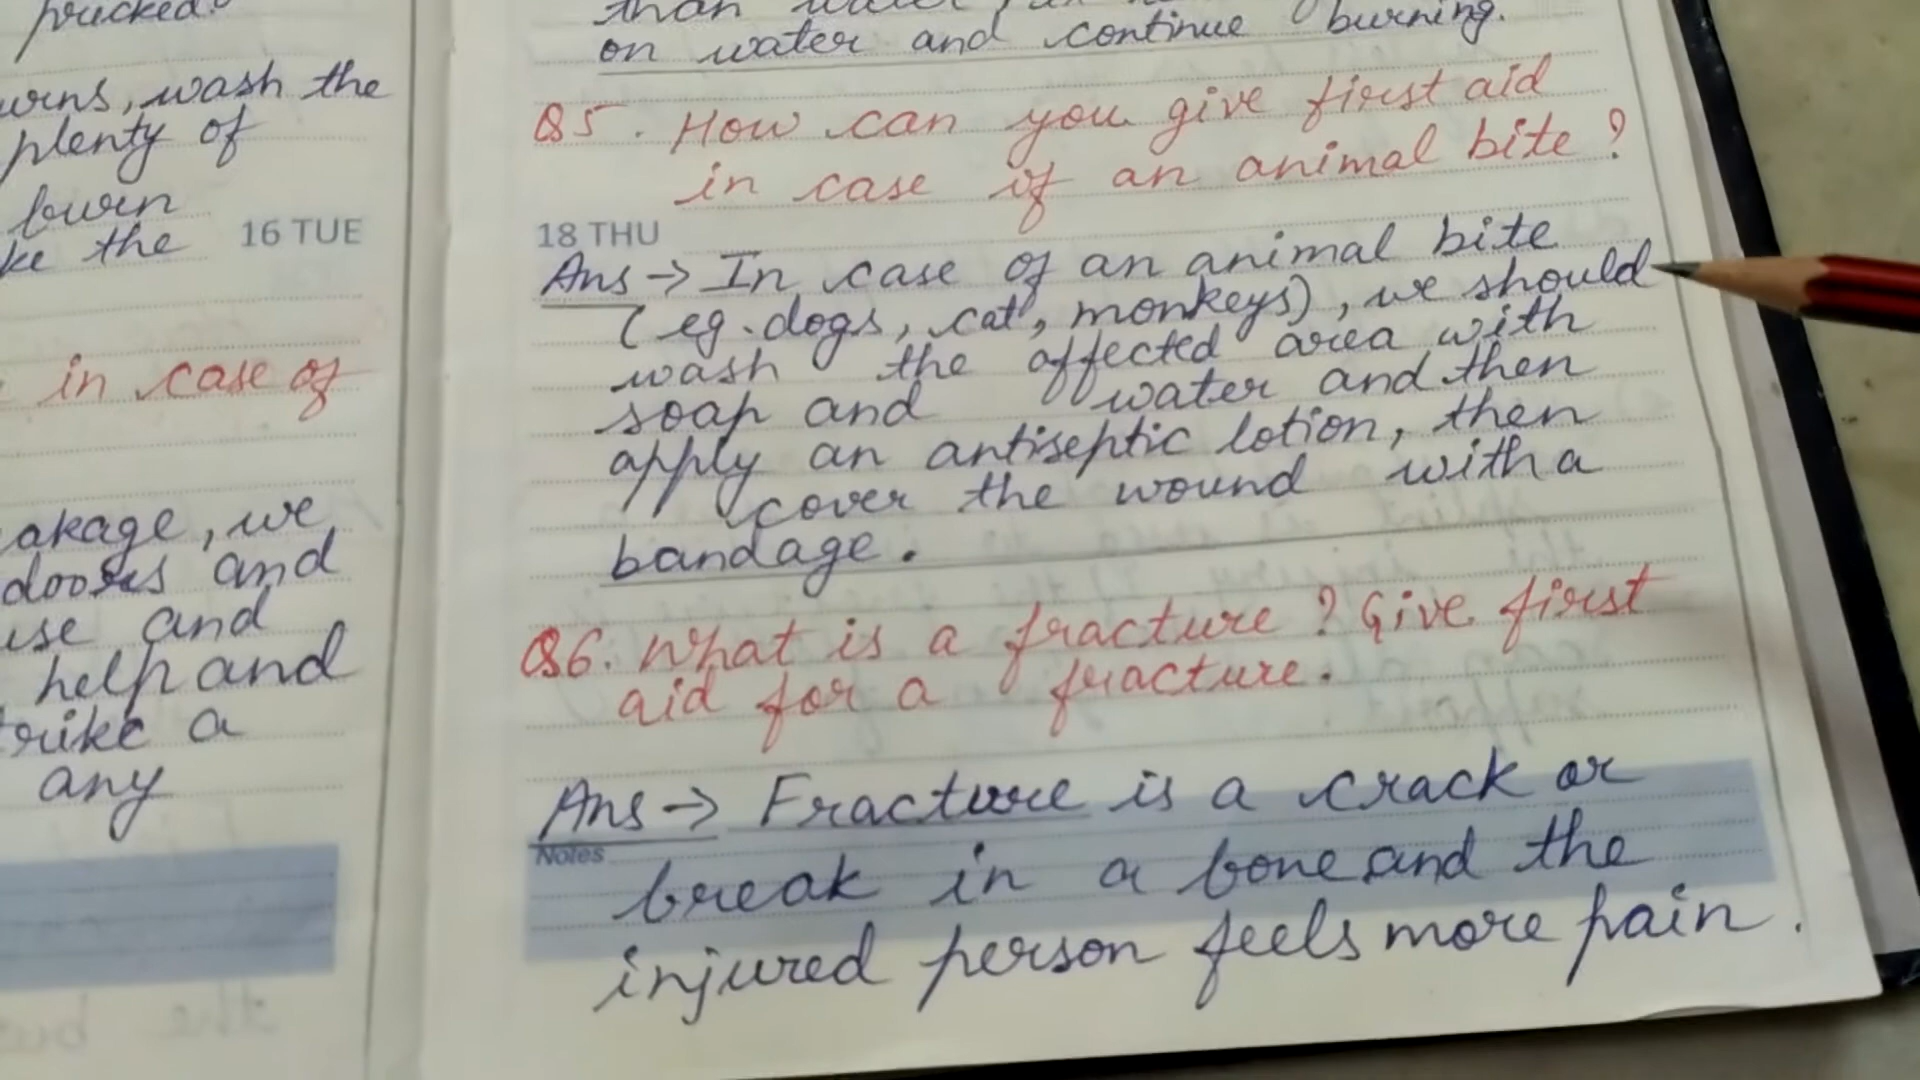 pricked.
wash the
plenty of
burn
the
16 TUE
in case of
we
doors and
and
help and
a
any
than water
on water and continue burning.
Q5. How can you give first aid
in case of an animal bite?
18 THU
Ans → In case of an animal bite
(eg. dogs, cat, monkeys), we should
wash the affected area with
soap and water and then
apply an antiseptic lotion, then
cover the wound with a
bandage.
Q6. What is a fracture? Give first
aid for a fracture.
Ans → Fracture is a crack or
Notes
break in a bone and the
injured person feels more pain.